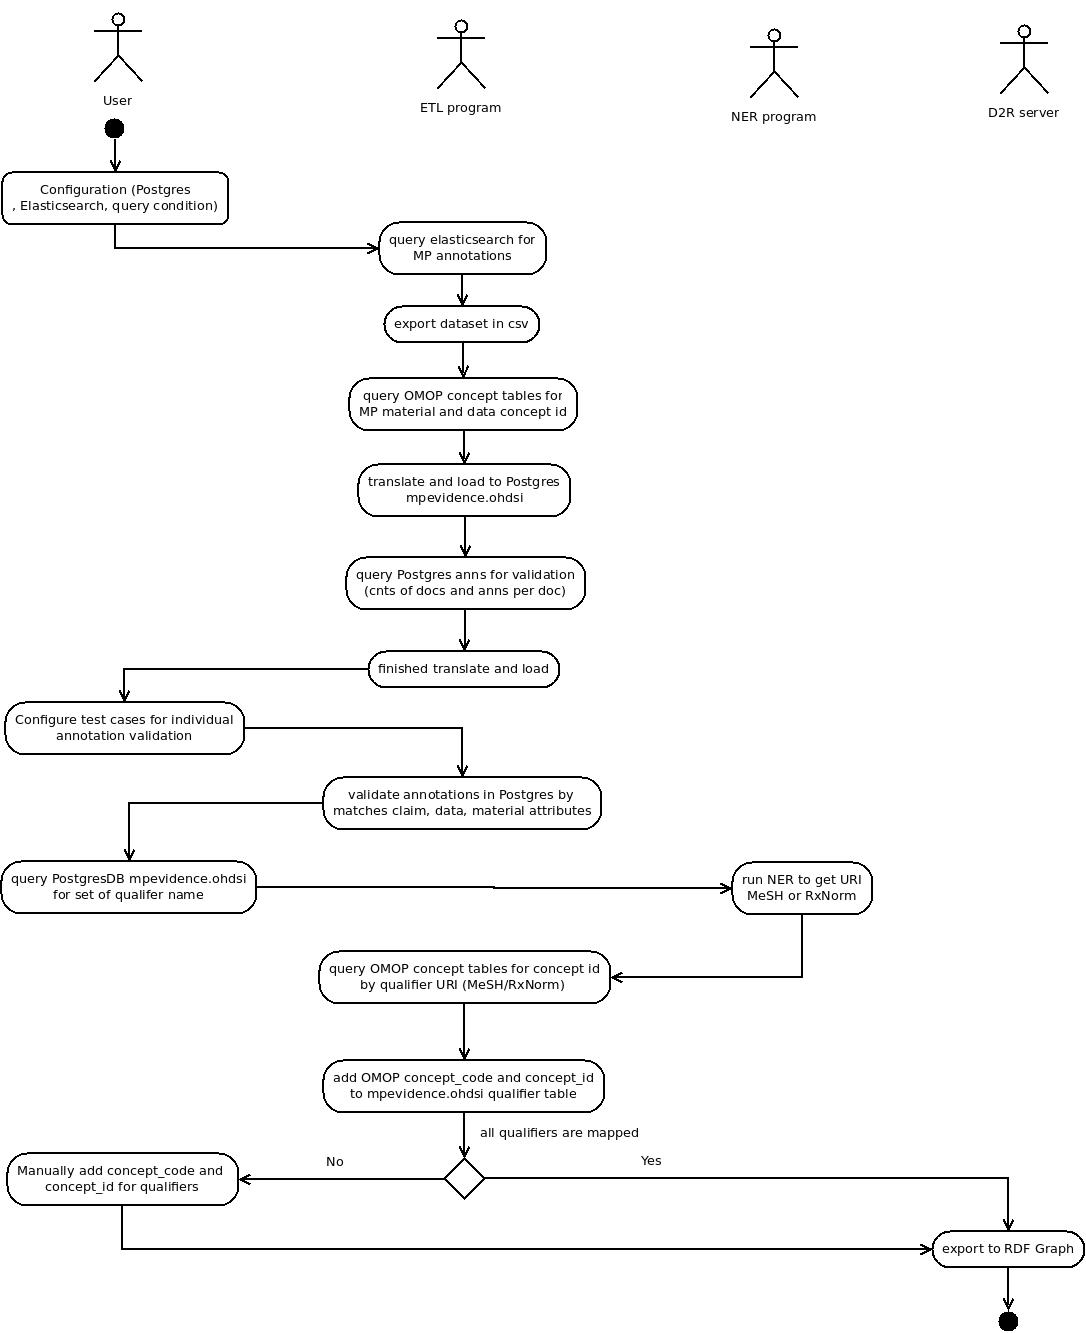 User
ETL program
NER program
D2R server
Configuration (Postgres
, Elasticsearch, query condition)
query elasticsearch for
MP annotations
export dataset in csv
query OMOP concept tables for
MP material and data concept id
translate and load to Postgres
mpevidence.ohdsi
query Postgres anns for validation
(cnts of docs and anns per doc)
finished translate and load
Configure test cases for individual
annotation validation
validate annotations in Postgres by
matches claim, data, material attributes
query PostgresDB mpevidence.ohdsi
for set of qualifer name
run NER to get URI
MeSH or RxNorm
query OMOP concept tables for concept id
by qualifier URI (MeSH/RxNorm)
add OMOP concept_code and concept_id
to mpevidence.ohdsi qualifier table
all qualifiers are mapped
No
Yes
Manually add concept_code and
concept_id for qualifiers
export to RDF Graph